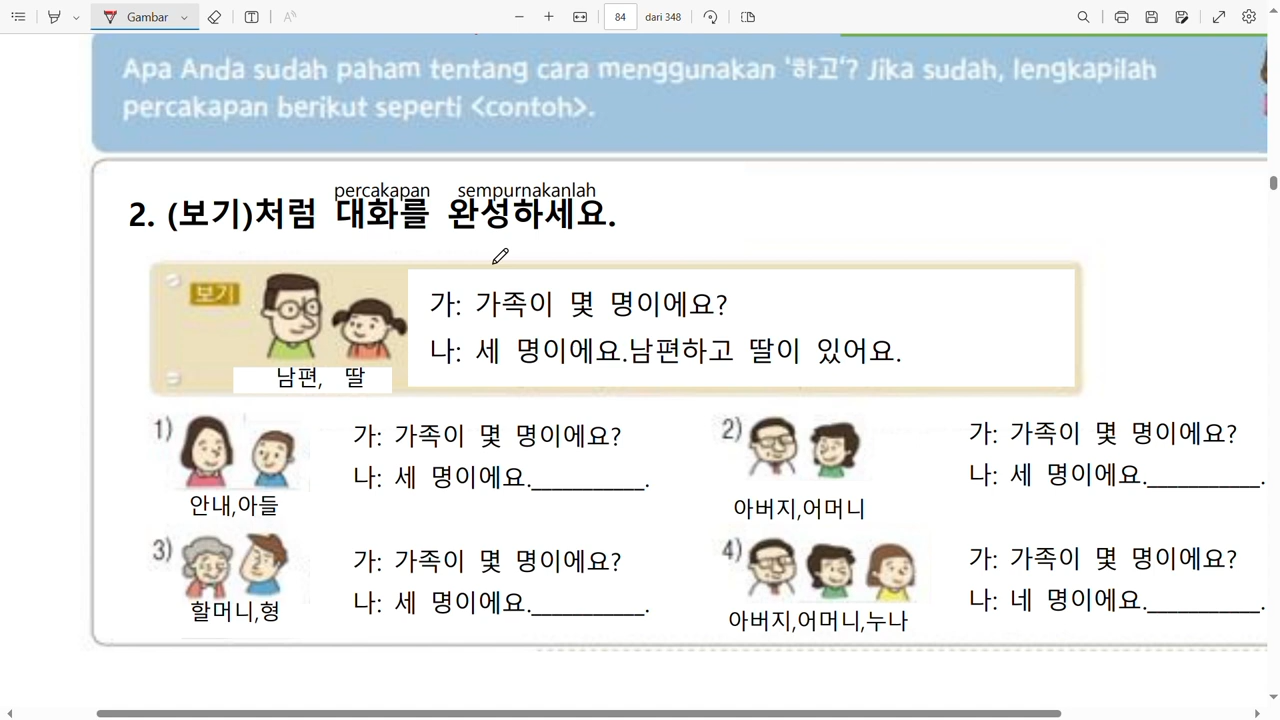 Gambar
84
dari 348
Apa Anda sudah paham tentang cara menggunakan '하고'? Jika sudah, lengkapilah
percakapan berikut seperti <contoh>.
percakapan sempurnakanlah
2. (보기)처럼 대화를 완성하세요.
보기
남편, 딸
가: 가족이 몇 명이에요?
나: 세 명이에요.남편하고 딸이 있어요.
1)
안내,아들
가: 가족이 몇 명이에요?
나: 세 명이에요.__________.
2)
아버지,어머니
가: 가족이 몇 명이에요?
나: 세 명이에요.__________.
3)
할머니,형
가: 가족이 몇 명이에요?
나: 세 명이에요.__________.
4)
아버지,어머니,누나
가: 가족이 몇 명이에요?
나: 네 명이에요.__________.